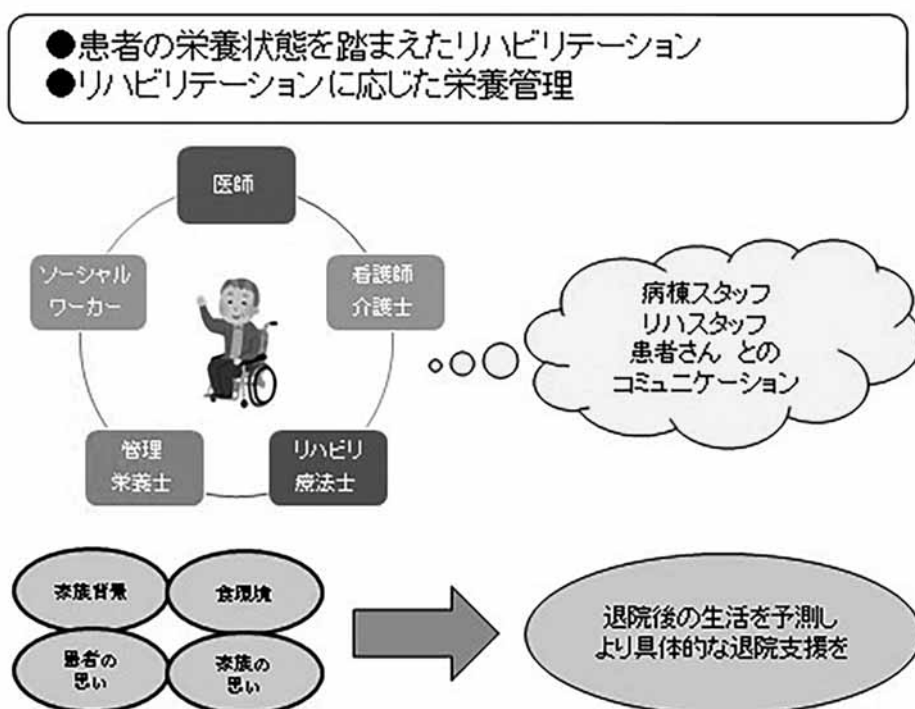 ●患者の栄養状態を踏まえたリハビリテーション
●リハビリテーションに応じた栄養管理
医師
ソーシャル
ワーカー
看護師
介護士
病棟スタッフ
リハスタッフ
患者さん との
コミュニケーション
管理
栄養士
リハビリ
療法士
家族背景
食環境
患者の
思い
家族の
思い
退院後の生活を予測し
より具体的な退院支援を